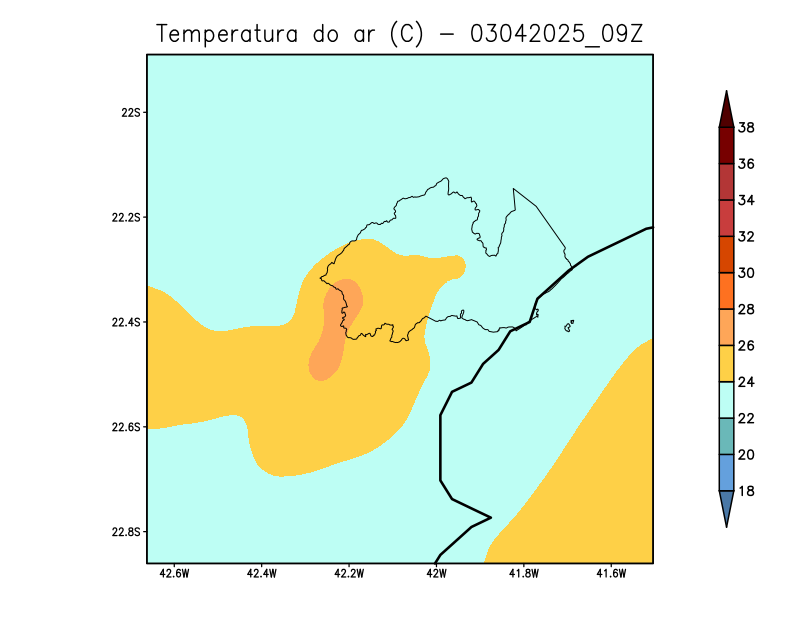 Temperatura do ar (C) - 03042025_09Z
22S
22.2S
22.4S
22.6S
22.8S
42.6W
42.4W
42.2W
42W
41.8W
41.6W
38
36
34
32
30
28
26
24
22
20
18